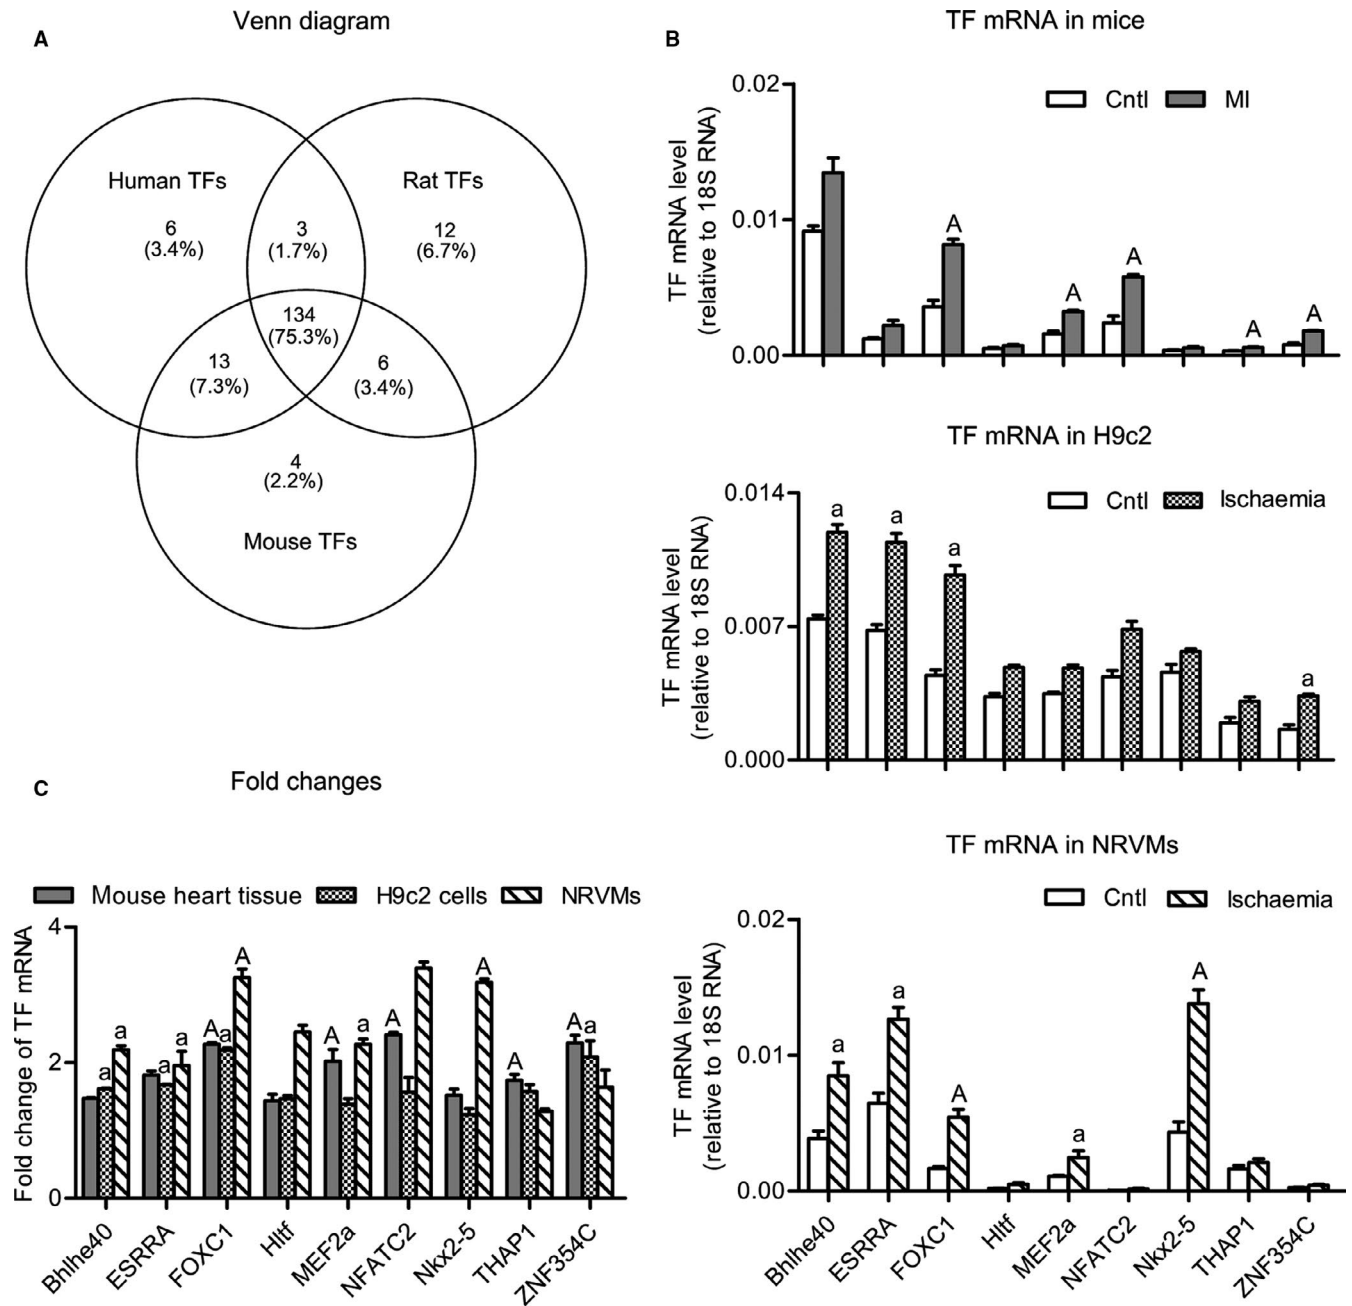 A
Venn diagram
Human TFs
6
(3.4%)
3
(1.7%)
Rat TFs
12
(6.7%)
134
(75.3%)
13
(7.3%)
6
(3.4%)
4
(2.2%)
Mouse TFs
B
TF mRNA in mice
Cntl
MI
TF mRNA level
(relative to 18S RNA)
0.02
0.01
0.00
A
A
A
A
A
TF mRNA in H9c2
Cntl
Ischaemia
TF mRNA level
(relative to 18S RNA)
0.014
0.007
0.000
a
a
a
a
TF mRNA in NRVMs
Cntl
Ischaemia
TF mRNA level
(relative to 18S RNA)
0.02
0.01
0.00
a
a
A
a
A
Bhlhe40
ESRRA
FOXC1
Hltf
MEF2a
NFATC2
Nkx2-5
THAP1
ZNF354C
C
Fold changes
Mouse heart tissue
H9c2 cells
NRVMs
Fold change of TF mRNA
4
2
0
a
a
a
a
A
a
A
A
a
A
A
A
A
a
Bhlhe40
ESRRA
FOXC1
Hltf
MEF2a
NFATC2
Nkx2-5
THAP1
ZNF354C